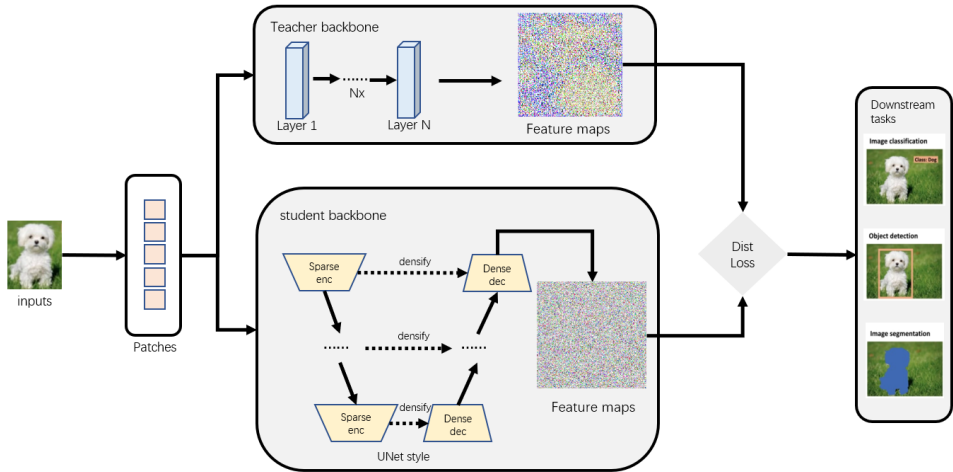 Teacher backbone
Nx
Layer 1
Layer N
Feature maps
Downstream
tasks
Image classification
Class: Dog
Object detection
Image segmentation
student backbone
Sparse
enc
densify
Dense
dec
densify
Sparse
enc
densify
Dense
dec
UNet style
Feature maps
inputs
Patches
Dist
Loss